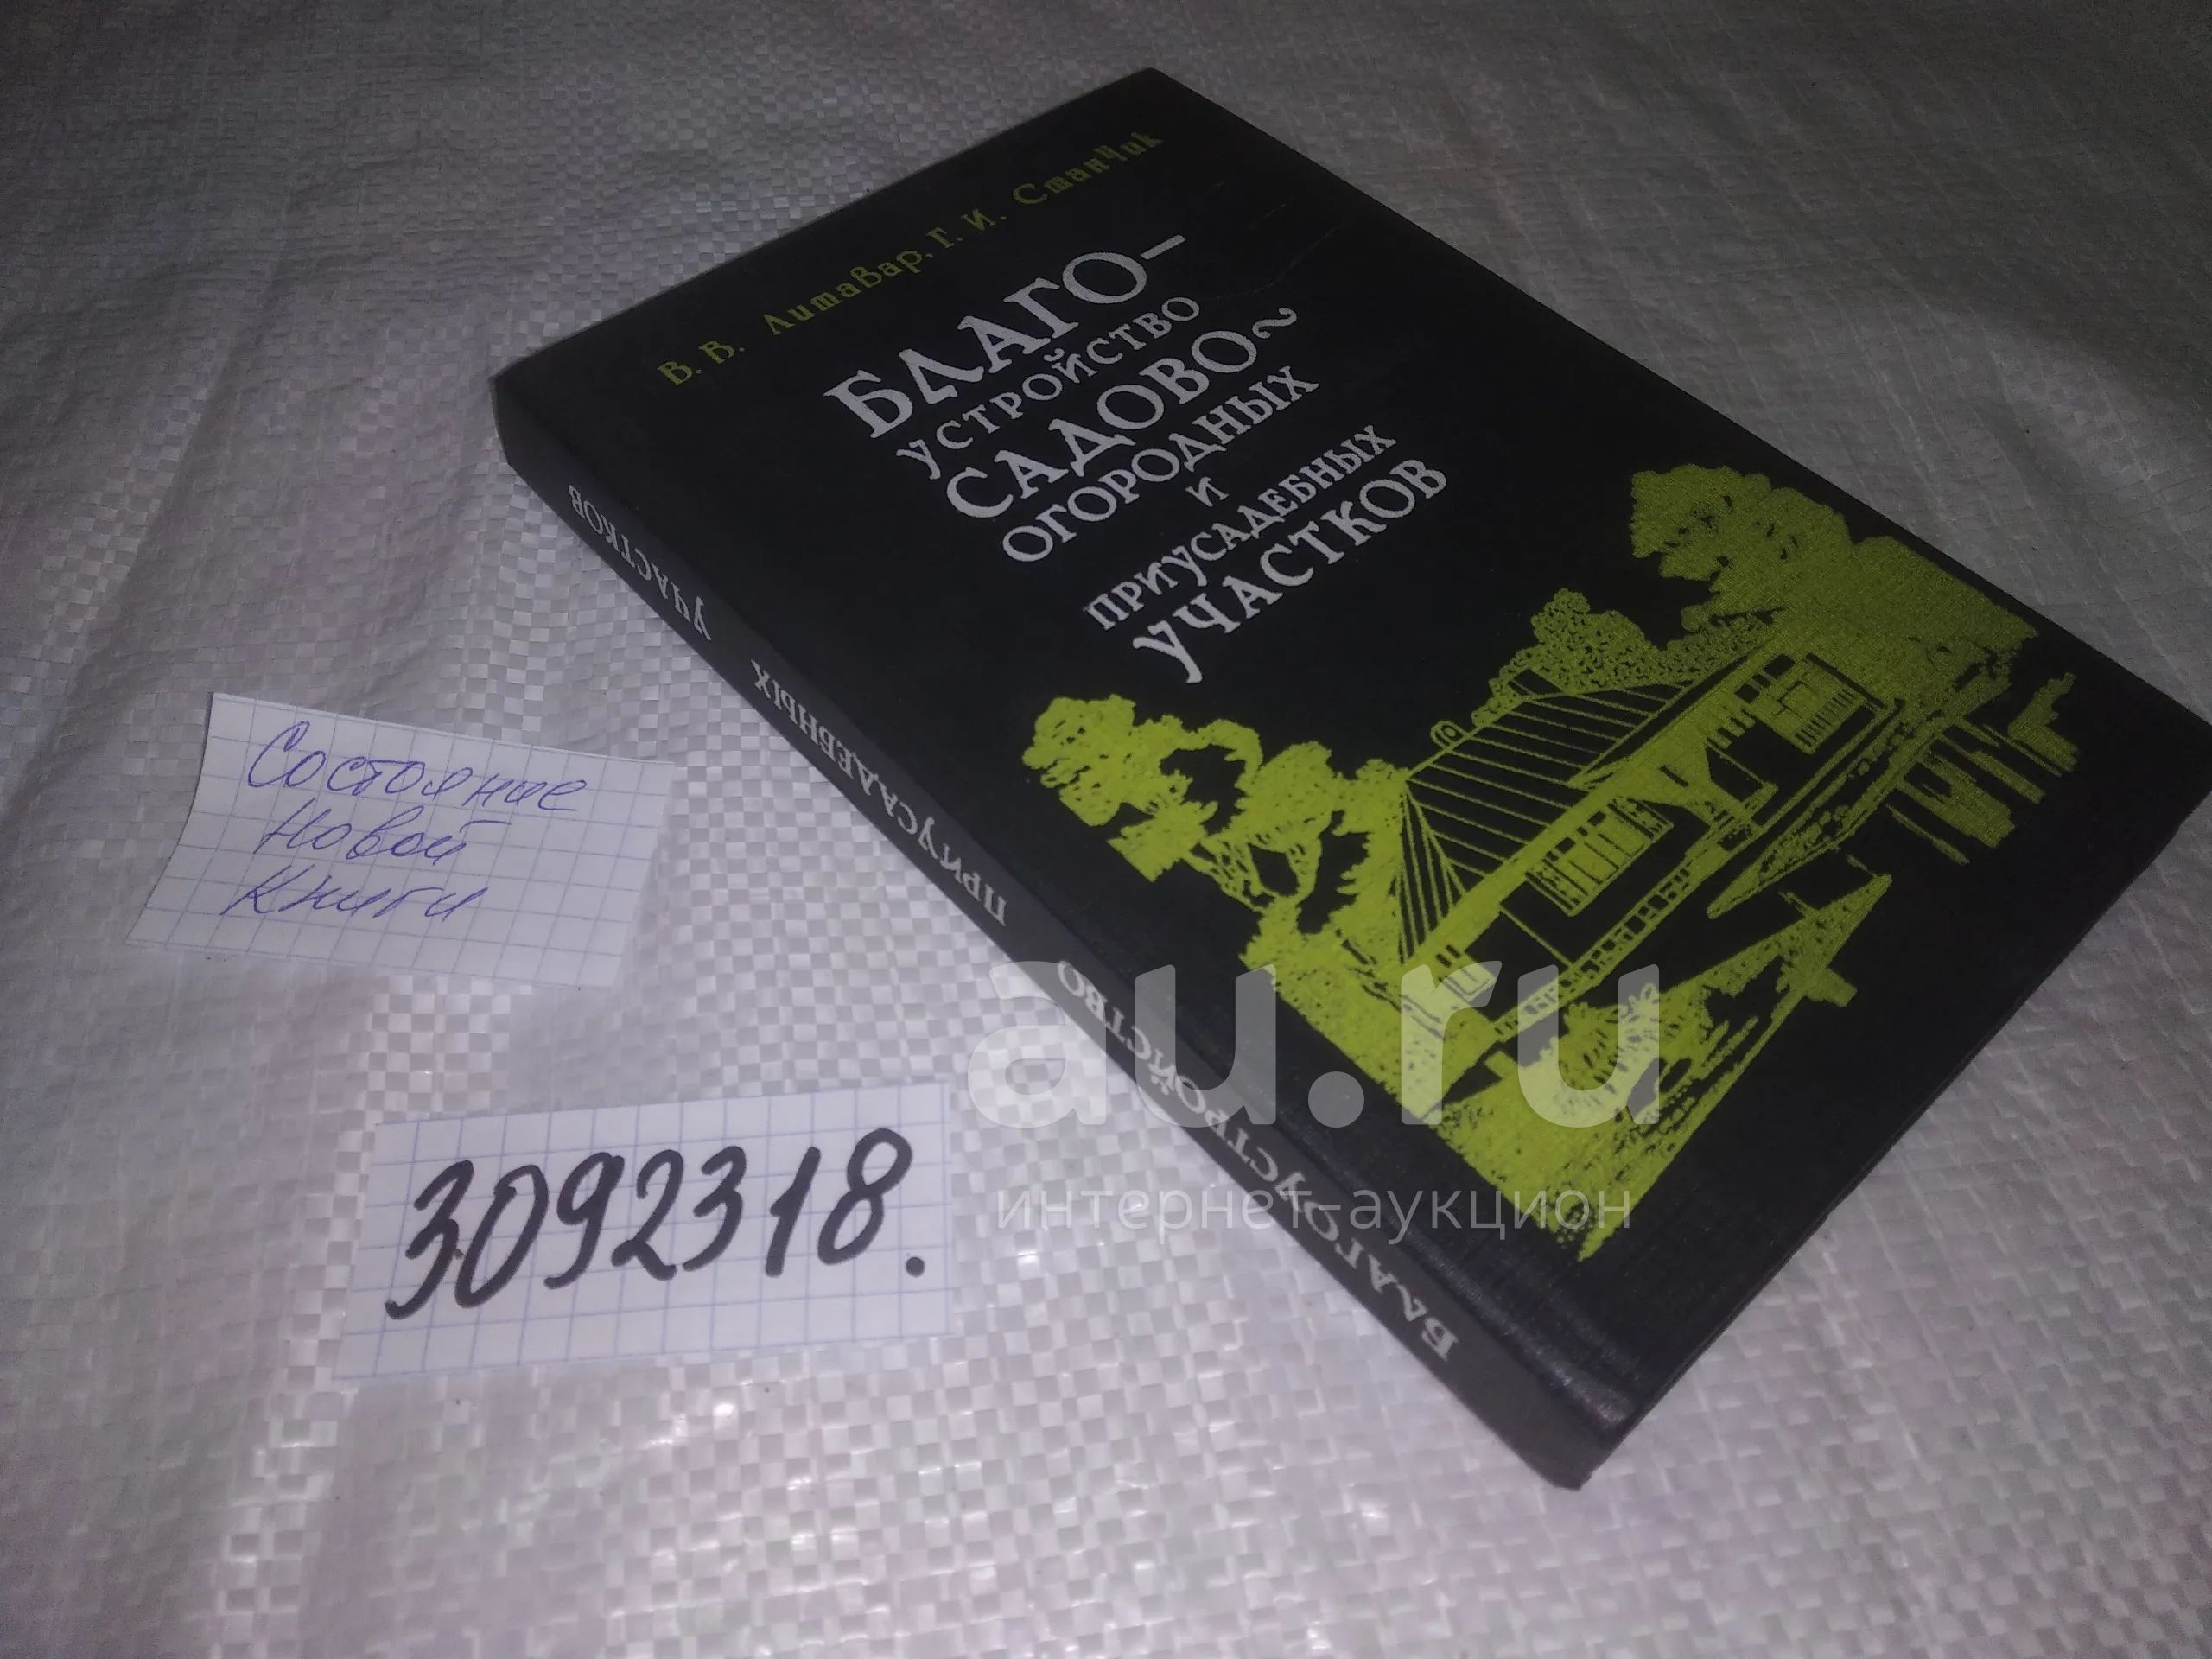 В. В. Литавар, Г. И. Станчик
БЛАГО-
УСТРОЙСТВО
САДОВО-
ОГОРОДНЫХ
И
ПРИУСАДЕБНЫХ
УЧАСТКОВ
БЛАГОУСТРОЙСТВО ПРИУСАДЕБНЫХ УЧАСТКОВ
Состояние
новой
книги
3092318.
au.ru
интернет-аукцион